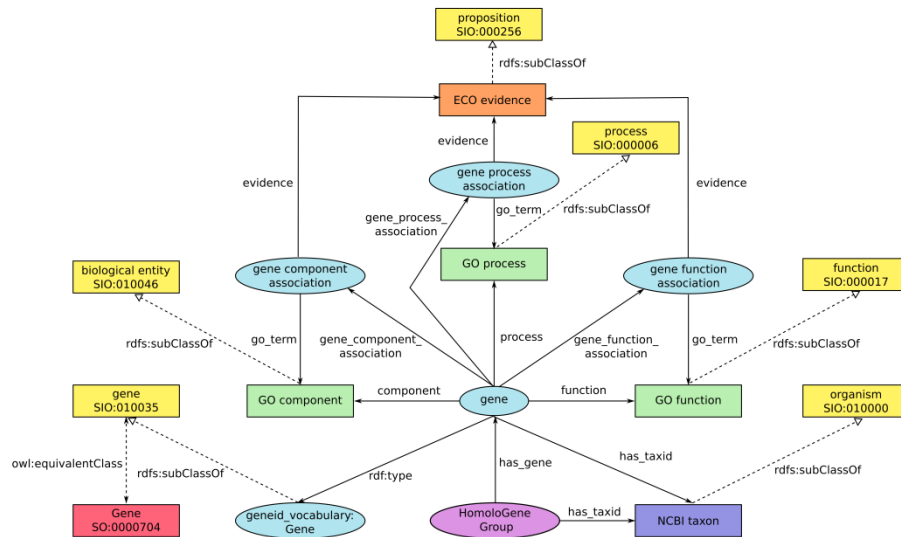 proposition
SIO:000256
rdfs:subClassOf
ECO evidence
process
SIO:000006
evidence
gene process
association
evidence
evidence
go_term
rdfs:subClassOf
gene_process_
association
biological entity
SIO:010046
gene component
association
GO process
gene function
association
function
SIO:000017
rdfs:subClassOf
go_term
gene_component_
association
process
gene_function_
association
go_term
rdfs:subClassOf
gene
SIO:010035
GO component
component
gene
function
GO function
organism
SIO:010000
owl:equivalentClass
rdfs:subClassOf
rdf:type
has_gene
has_taxid
rdfs:subClassOf
Gene
SO:0000704
geneid_vocabulary:
Gene
HomoloGene
Group
has_taxid
NCBI taxon